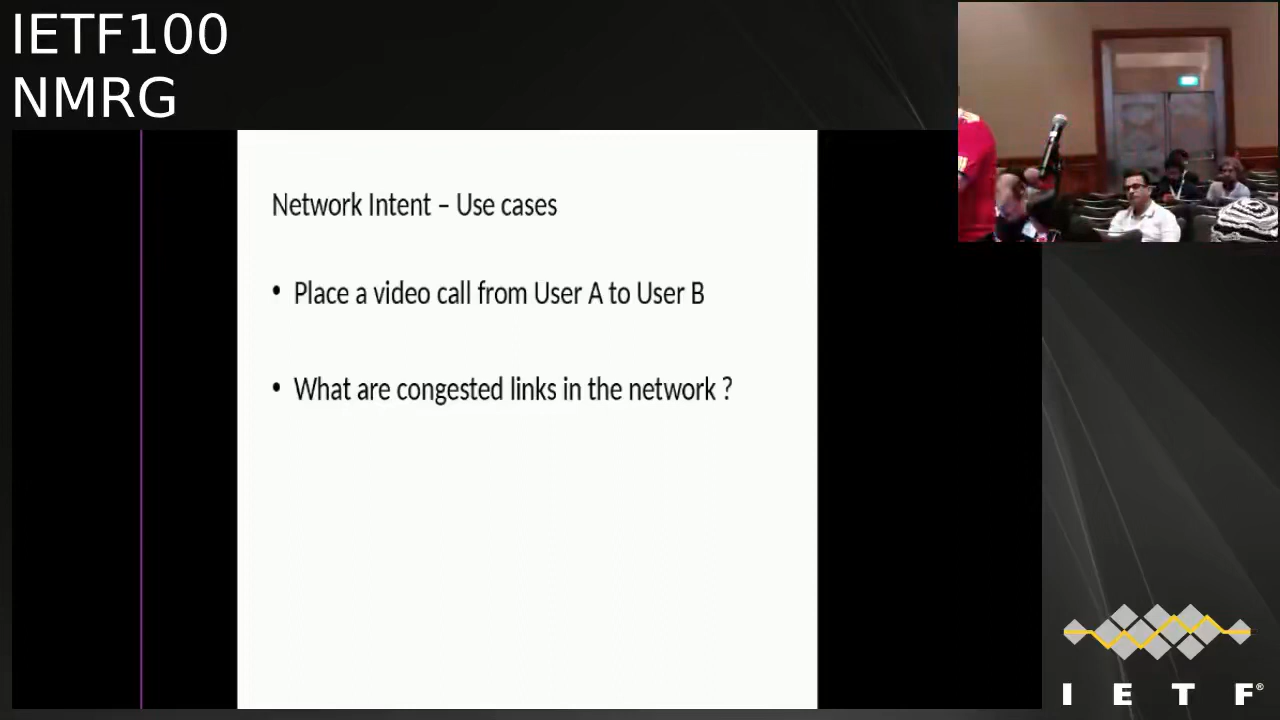 IETF100
NMRG
Network Intent – Use cases
• Place a video call from User A to User B
• What are congested links in the network ?
I E T F®